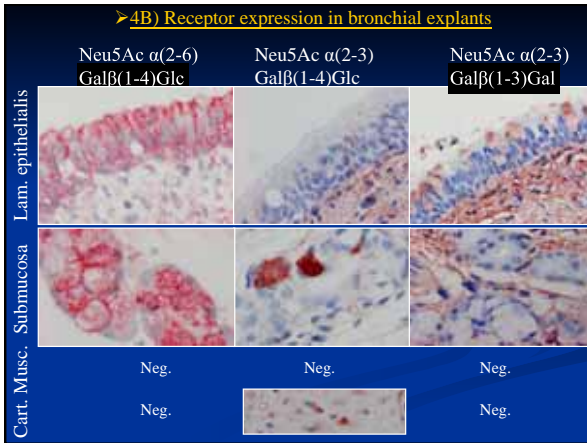 ➢4B) Receptor expression in bronchial explants
Neu5Ac α(2-6)
Galβ(1-4)Glc
Neu5Ac α(2-3)
Galβ(1-4)Glc
Neu5Ac α(2-3)
Galβ(1-3)Gal
Lam. epithelialis
Submucosa
Musc.
Neg.
Neg.
Neg.
Cart.
Neg.
Neg.